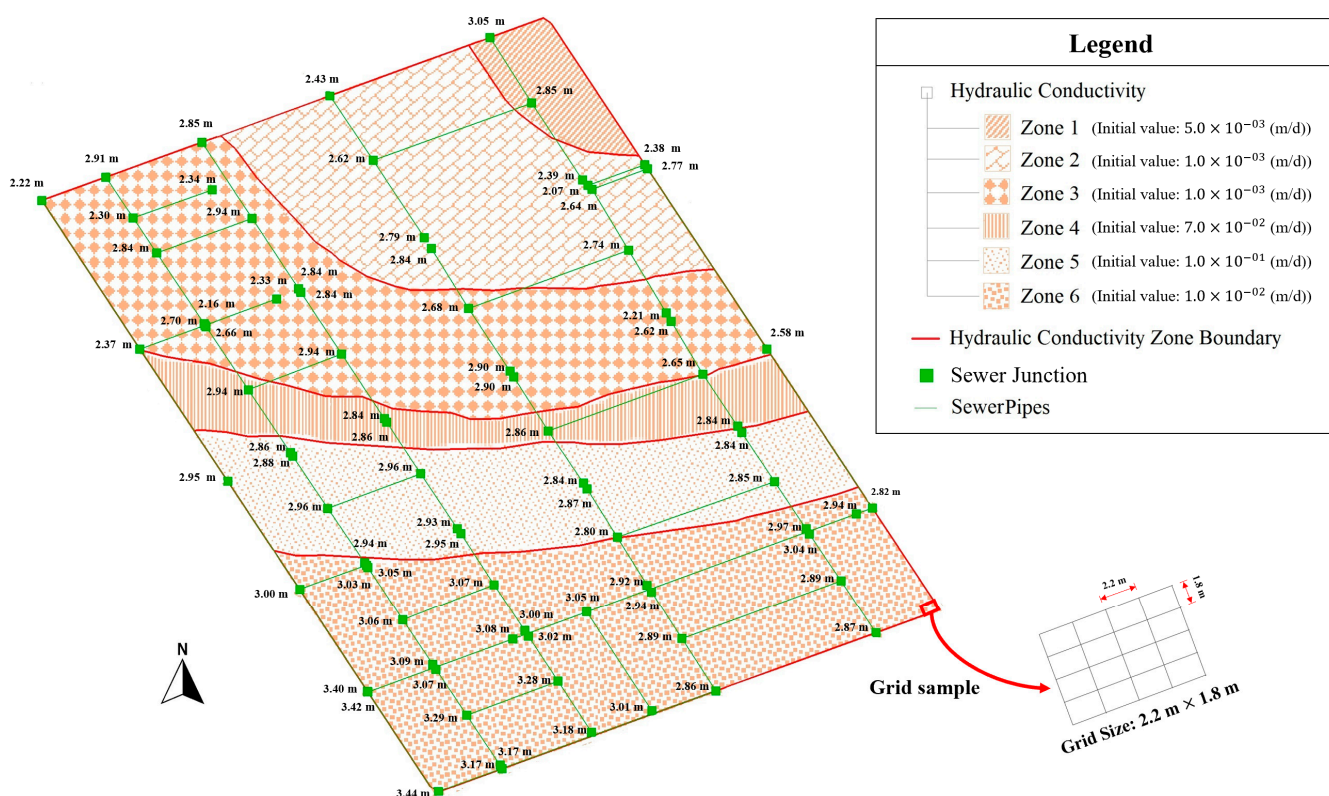 3.05 m
2.43 m
2.85 m
2.85 m
2.91 m
2.62 m
2.38 m
2.77 m
2.22 m
2.34 m
2.39 m
2.07 m
2.64 m
2.30 m
2.94 m
2.84 m
2.79 m
2.84 m
2.74 m
2.33 m
2.84 m
2.84 m
2.16 m
2.68 m
2.70 m
2.66 m
2.21 m
2.62 m
2.37 m
2.94 m
2.58 m
2.90 m
2.90 m
2.65 m
2.94 m
2.84 m
2.86 m
2.86 m
2.84 m
2.84 m
2.86 m
2.88 m
2.95 m
2.96 m
2.96 m
2.84 m
2.87 m
2.85 m
2.82 m
2.94 m
2.93 m
2.95 m
2.80 m
2.97 m
3.04 m
2.94 m
3.05 m
3.03 m
3.00 m
3.07 m
2.92 m
2.94 m
2.89 m
3.06 m
3.05 m
3.00 m
3.08 m
3.02 m
2.89 m
2.87 m
3.09 m
3.07 m
3.40 m
3.42 m
3.28 m
2.86 m
3.29 m
3.01 m
3.18 m
3.17 m
3.17 m
3.44 m
N
Legend
Hydraulic Conductivity
Zone 1 (Initial value: 5.0 × 10⁻⁰³ (m/d))
Zone 2 (Initial value: 1.0 × 10⁻⁰³ (m/d))
Zone 3 (Initial value: 1.0 × 10⁻⁰³ (m/d))
Zone 4 (Initial value: 7.0 × 10⁻⁰² (m/d))
Zone 5 (Initial value: 1.0 × 10⁻⁰¹ (m/d))
Zone 6 (Initial value: 1.0 × 10⁻⁰² (m/d))
Hydraulic Conductivity Zone Boundary
Sewer Junction
SewerPipes
2.2 m
1.8 m
Grid sample
Grid Size: 2.2 m × 1.8 m